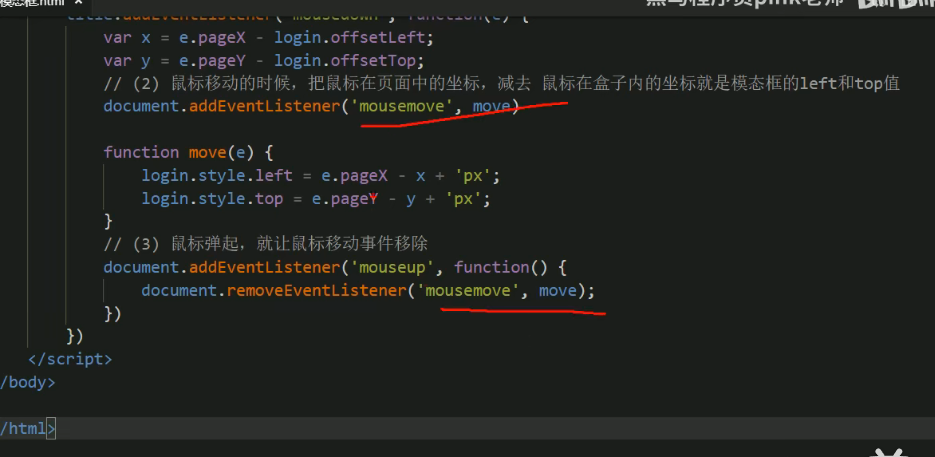 模态框.html ×
黑马程序员pink老师
title.addEventListener('mousedown', function(e) {
var x = e.pageX - login.offsetLeft;
var y = e.pageY - login.offsetTop;
// (2) 鼠标移动的时候，把鼠标在页面中的坐标，减去 鼠标在盒子内的坐标就是模态框的left和top值
document.addEventListener('mousemove', move)
function move(e) {
login.style.left = e.pageX - x + 'px';
login.style.top = e.pageY - y + 'px';
}
// (3) 鼠标弹起，就让鼠标移动事件移除
document.addEventListener('mouseup', function() {
document.removeEventListener('mousemove', move);
})
})
</script>
/body>
/html>